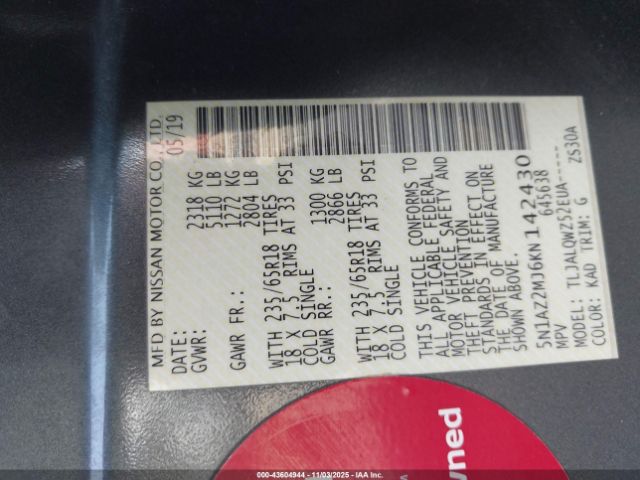 MFD BY NISSAN MOTOR CO., LTD.
DATE: 05/19
GVWR: 2318 KG
5110 LB
GAWR FR.: 1272 KG
2804 LB
WITH 235/65R18 TIRES
18 X 7.5 RIMS AT 33 PSI
COLD SINGLE
GAWR RR.: 1300 KG
2866 LB
WITH 235/65R18 TIRES
18 X 7.5 RIMS AT 33 PSI
COLD SINGLE
THIS VEHICLE CONFORMS TO
ALL APPLICABLE FEDERAL
MOTOR VEHICLE SAFETY AND
THEFT PREVENTION
STANDARDS IN EFFECT ON
THE DATE OF MANUFACTURE
SHOWN ABOVE.
5N1AZ2MJ6KN142430
MPV 645638
MODEL: TLJALQWZ52EUA-----
COLOR: KAD TRIM: G ZS30A
wned
000-43604944 - 11/03/2025 - IAA Inc.